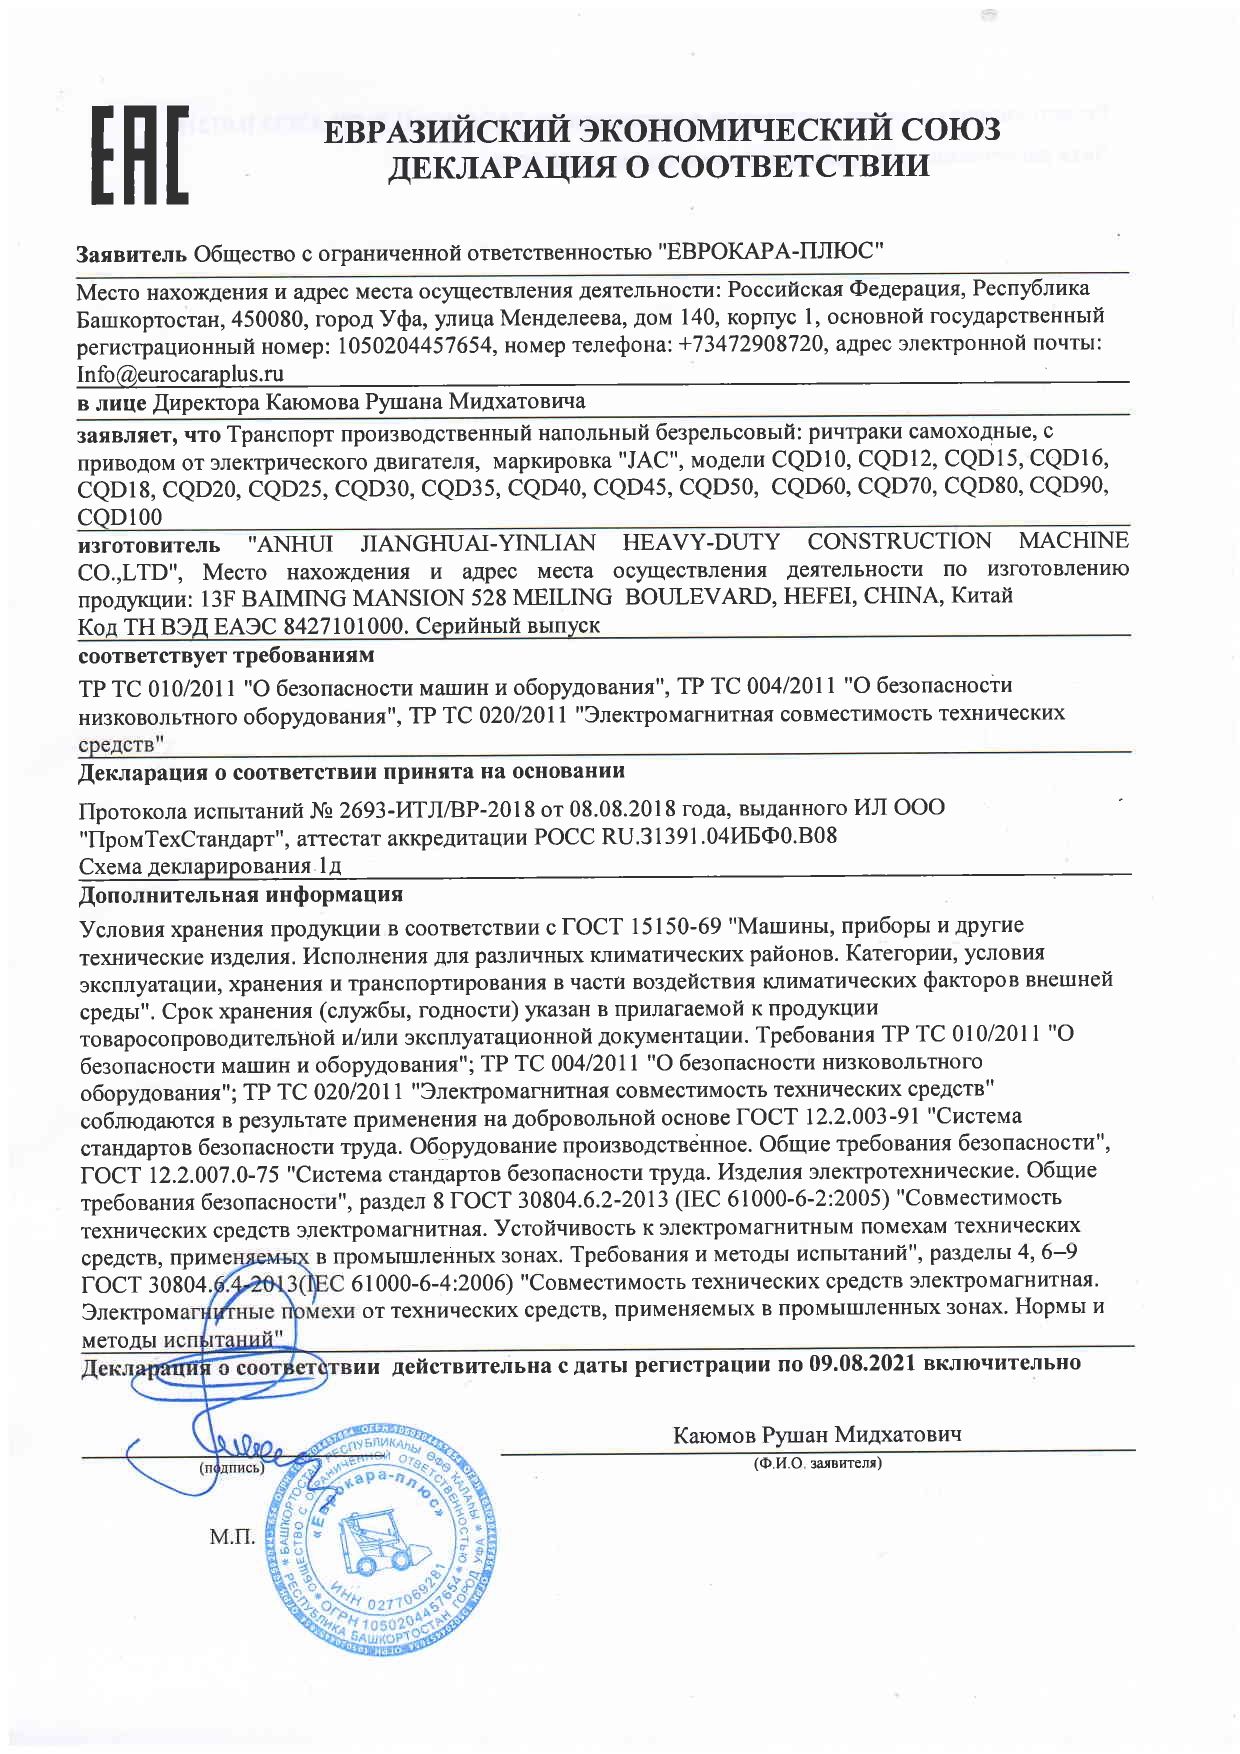 ЕАС
ЕВРАЗИЙСКИЙ ЭКОНОМИЧЕСКИЙ СОЮЗ
ДЕКЛАРАЦИЯ О СООТВЕТСТВИИ
Заявитель Общество с ограниченной ответственностью "ЕВРОКАРА-ПЛЮС"
Место нахождения и адрес места осуществления деятельности: Российская Федерация, Республика
Башкортостан, 450080, город Уфа, улица Менделеева, дом 140, корпус 1, основной государственный
регистрационный номер: 1050204457654, номер телефона: +73472908720, адрес электронной почты:
Info@eurocaraplus.ru
в лице Директора Каюмова Рушана Мидхатовича
заявляет, что Транспорт производственный напольный безрельсовый: ричтраки самоходные, с
приводом от электрического двигателя, маркировка "JAC", модели CQD10, CQD12, CQD15, CQD16,
CQD18, CQD20, CQD25, CQD30, CQD35, CQD40, CQD45, CQD50, CQD60, CQD70, CQD80, CQD90,
CQD100
изготовитель "ANHUI JIANGHUAI-YINLIAN HEAVY-DUTY CONSTRUCTION MACHINE
CO.,LTD", Место нахождения и адрес места осуществления деятельности по изготовлению
продукции: 13F BAIMING MANSION 528 MEILING BOULEVARD, HEFEI, CHINA, Китай
Код ТН ВЭД ЕАЭС 8427101000. Серийный выпуск
соответствует требованиям
ТР ТС 010/2011 "О безопасности машин и оборудования", ТР ТС 004/2011 "О безопасности
низковольтного оборудования", ТР ТС 020/2011 "Электромагнитная совместимость технических
средств"
Декларация о соответствии принята на основании
Протокола испытаний № 2693-ИТЛ/ВР-2018 от 08.08.2018 года, выданного ИЛ ООО
"ПромТехСтандарт", аттестат аккредитации РОСС RU.31391.04ИБФ0.В08
Схема декларирования 1д
Дополнительная информация
Условия хранения продукции в соответствии с ГОСТ 15150-69 "Машины, приборы и другие
технические изделия. Исполнения для различных климатических районов. Категории, условия
эксплуатации, хранения и транспортирования в части воздействия климатических факторов внешней
среды". Срок хранения (службы, годности) указан в прилагаемой к продукции
товаросопроводительной и/или эксплуатационной документации. Требования ТР ТС 010/2011 "О
безопасности машин и оборудования"; ТР ТС 004/2011 "О безопасности низковольтного
оборудования"; ТР ТС 020/2011 "Электромагнитная совместимость технических средств"
соблюдаются в результате применения на добровольной основе ГОСТ 12.2.003-91 "Система
стандартов безопасности труда. Оборудование производственное. Общие требования безопасности",
ГОСТ 12.2.007.0-75 "Система стандартов безопасности труда. Изделия электротехнические. Общие
требования безопасности", раздел 8 ГОСТ 30804.6.2-2013 (IEC 61000-6-2:2005) "Совместимость
технических средств электромагнитная. Устойчивость к электромагнитным помехам технических
средств, применяемых в промышленных зонах. Требования и методы испытаний", разделы 4, 6–9
ГОСТ 30804.6.4-2013(IEC 61000-6-4:2006) "Совместимость технических средств электромагнитная.
Электромагнитные помехи от технических средств, применяемых в промышленных зонах. Нормы и
методы испытаний"
Декларация о соответствии действительна с даты регистрации по 09.08.2021 включительно
Каюмов Рушан Мидхатович
(подпись)
(Ф.И.О. заявителя)
М.П.
БАШКОРТОСТАН РЕСПУБЛИКАҺЫ ӨФӨ ҠАЛАҺЫ
РЕСПУБЛИКА БАШКОРТОСТАН ГОРОД УФА
ОБЩЕСТВО С ОГРАНИЧЕННОЙ ОТВЕТСТВЕННОСТЬЮ
ОГРН 1050204457654
«Еврокара-плюс»
ИНН 0277069281